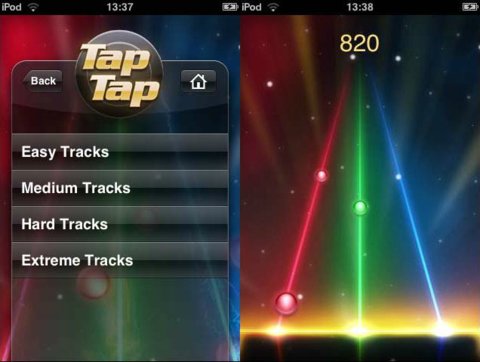 iPod 13:37
Tap
Tap
Back
Easy Tracks
Medium Tracks
Hard Tracks
Extreme Tracks
iPod 13:38
820